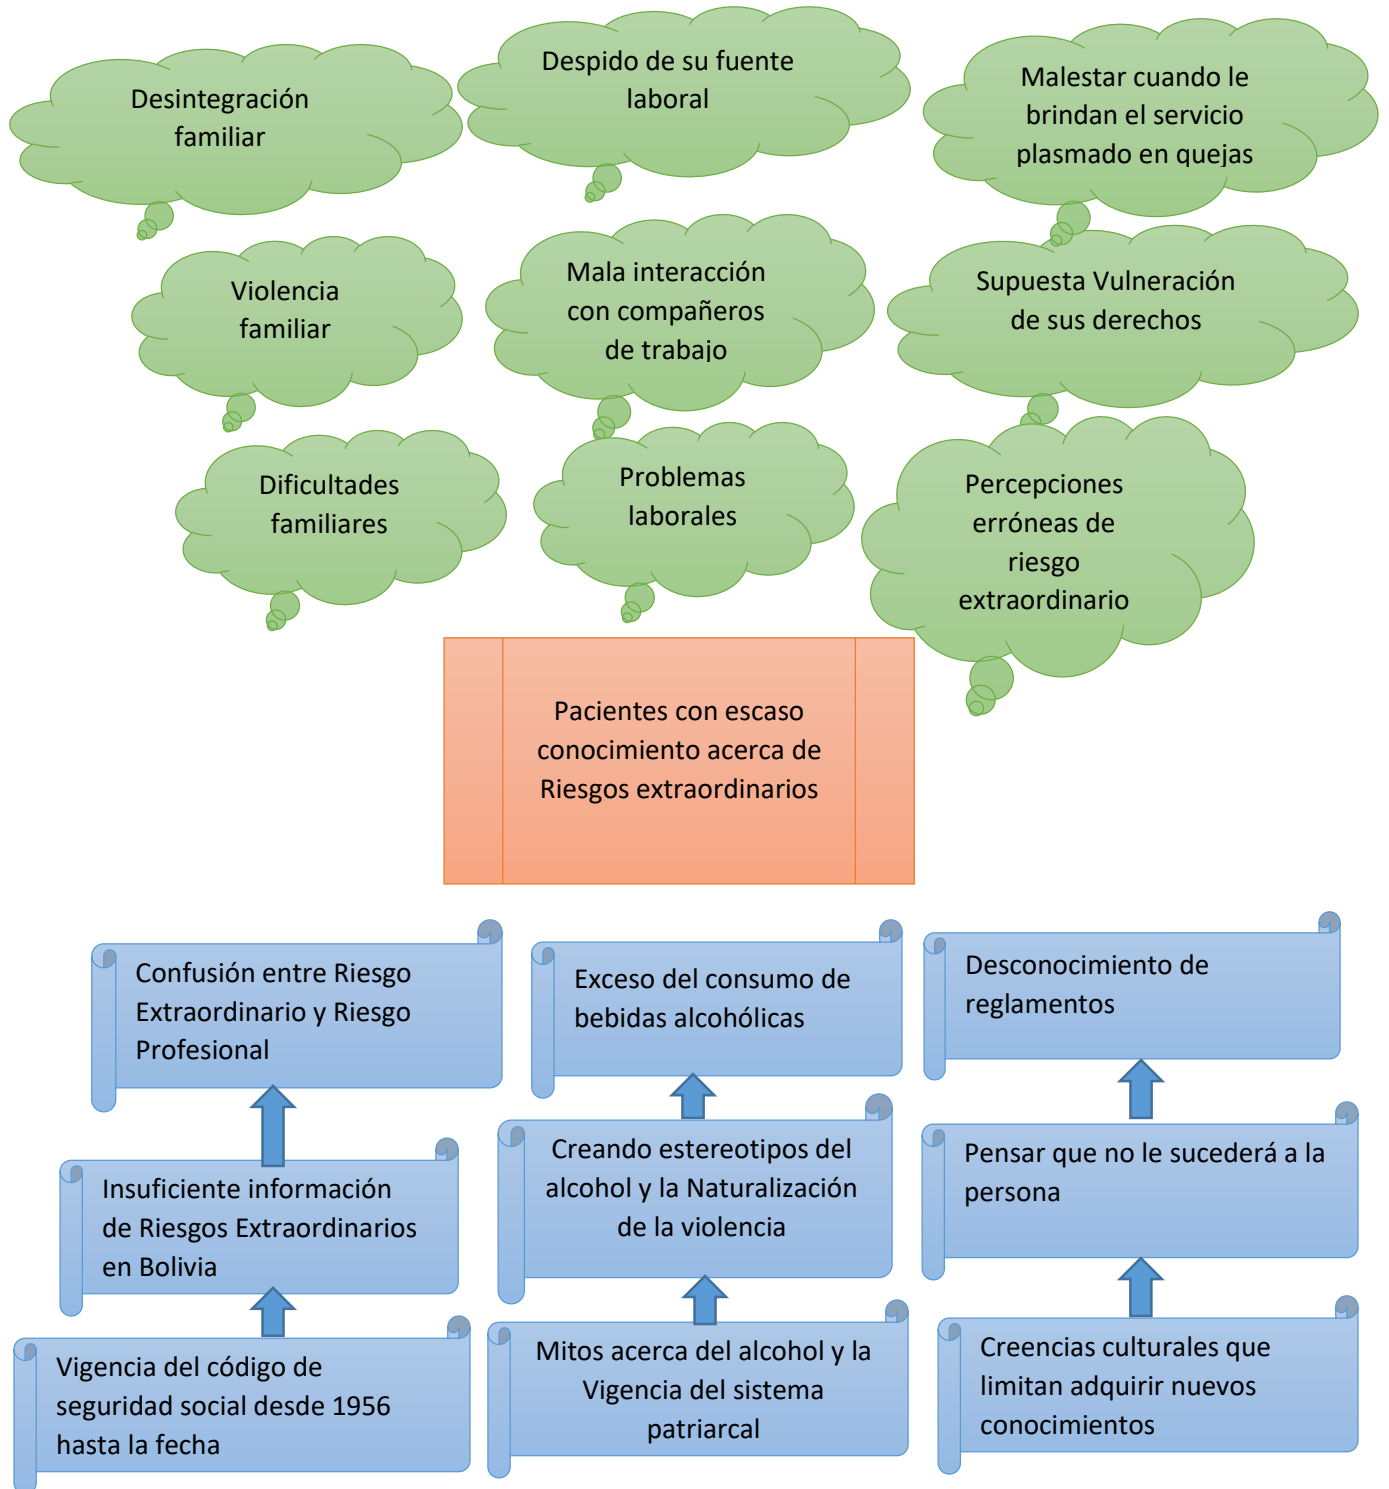 Desintegración
familiar
Despido de su fuente
laboral
Malestar cuando le
brindan el servicio
plasmado en quejas
Violencia
familiar
Mala interacción
con compañeros
de trabajo
Supuesta Vulneración
de sus derechos
Dificultades
familiares
Problemas
laborales
Percepciones
erróneas de
riesgo
extraordinario
Pacientes con escaso
conocimiento acerca de
Riesgos extraordinarios
Confusión entre Riesgo
Extraordinario y Riesgo
Profesional
Exceso del consumo de
bebidas alcohólicas
Desconocimiento de
reglamentos
Insuficiente información
de Riesgos Extraordinarios
en Bolivia
Creando estereotipos del
alcohol y la Naturalización
de la violencia
Pensar que no le sucederá a la
persona
Vigencia del código de
seguridad social desde 1956
hasta la fecha
Mitos acerca del alcohol y la
Vigencia del sistema
patriarcal
Creencias culturales que
limitan adquirir nuevos
conocimientos